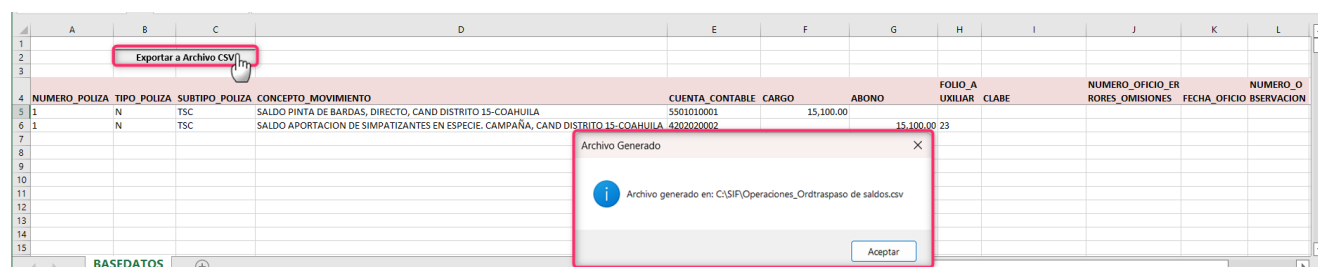 A B C D E F G H I J K L
1
2 Exportar a Archivo CSV
3
FOLIO_A NUMERO_OFICIO_ER NUMERO_O
4 NUMERO_POLIZA TIPO_POLIZA SUBTIPO_POLIZA CONCEPTO_MOVIMIENTO CUENTA_CONTABLE CARGO ABONO UXILIAR CLABE RORES_OMISIONES FECHA_OFICIO BSERVACION
5 1 N TSC SALDO PINTA DE BARDAS, DIRECTO, CAND DISTRITO 15-COAHUILA 5501010001 15,100.00
6 1 N TSC SALDO APORTACION DE SIMPATIZANTES EN ESPECIE. CAMPAÑA, CAND DISTRITO 15-COAHUILA 4202020002 15,100.00 23
7
8
9
10
11
12
13
14
15
Archivo Generado
Archivo generado en: C:\SIF\Operaciones_Ordtraspaso de saldos.csv
Aceptar
BASEDATOS